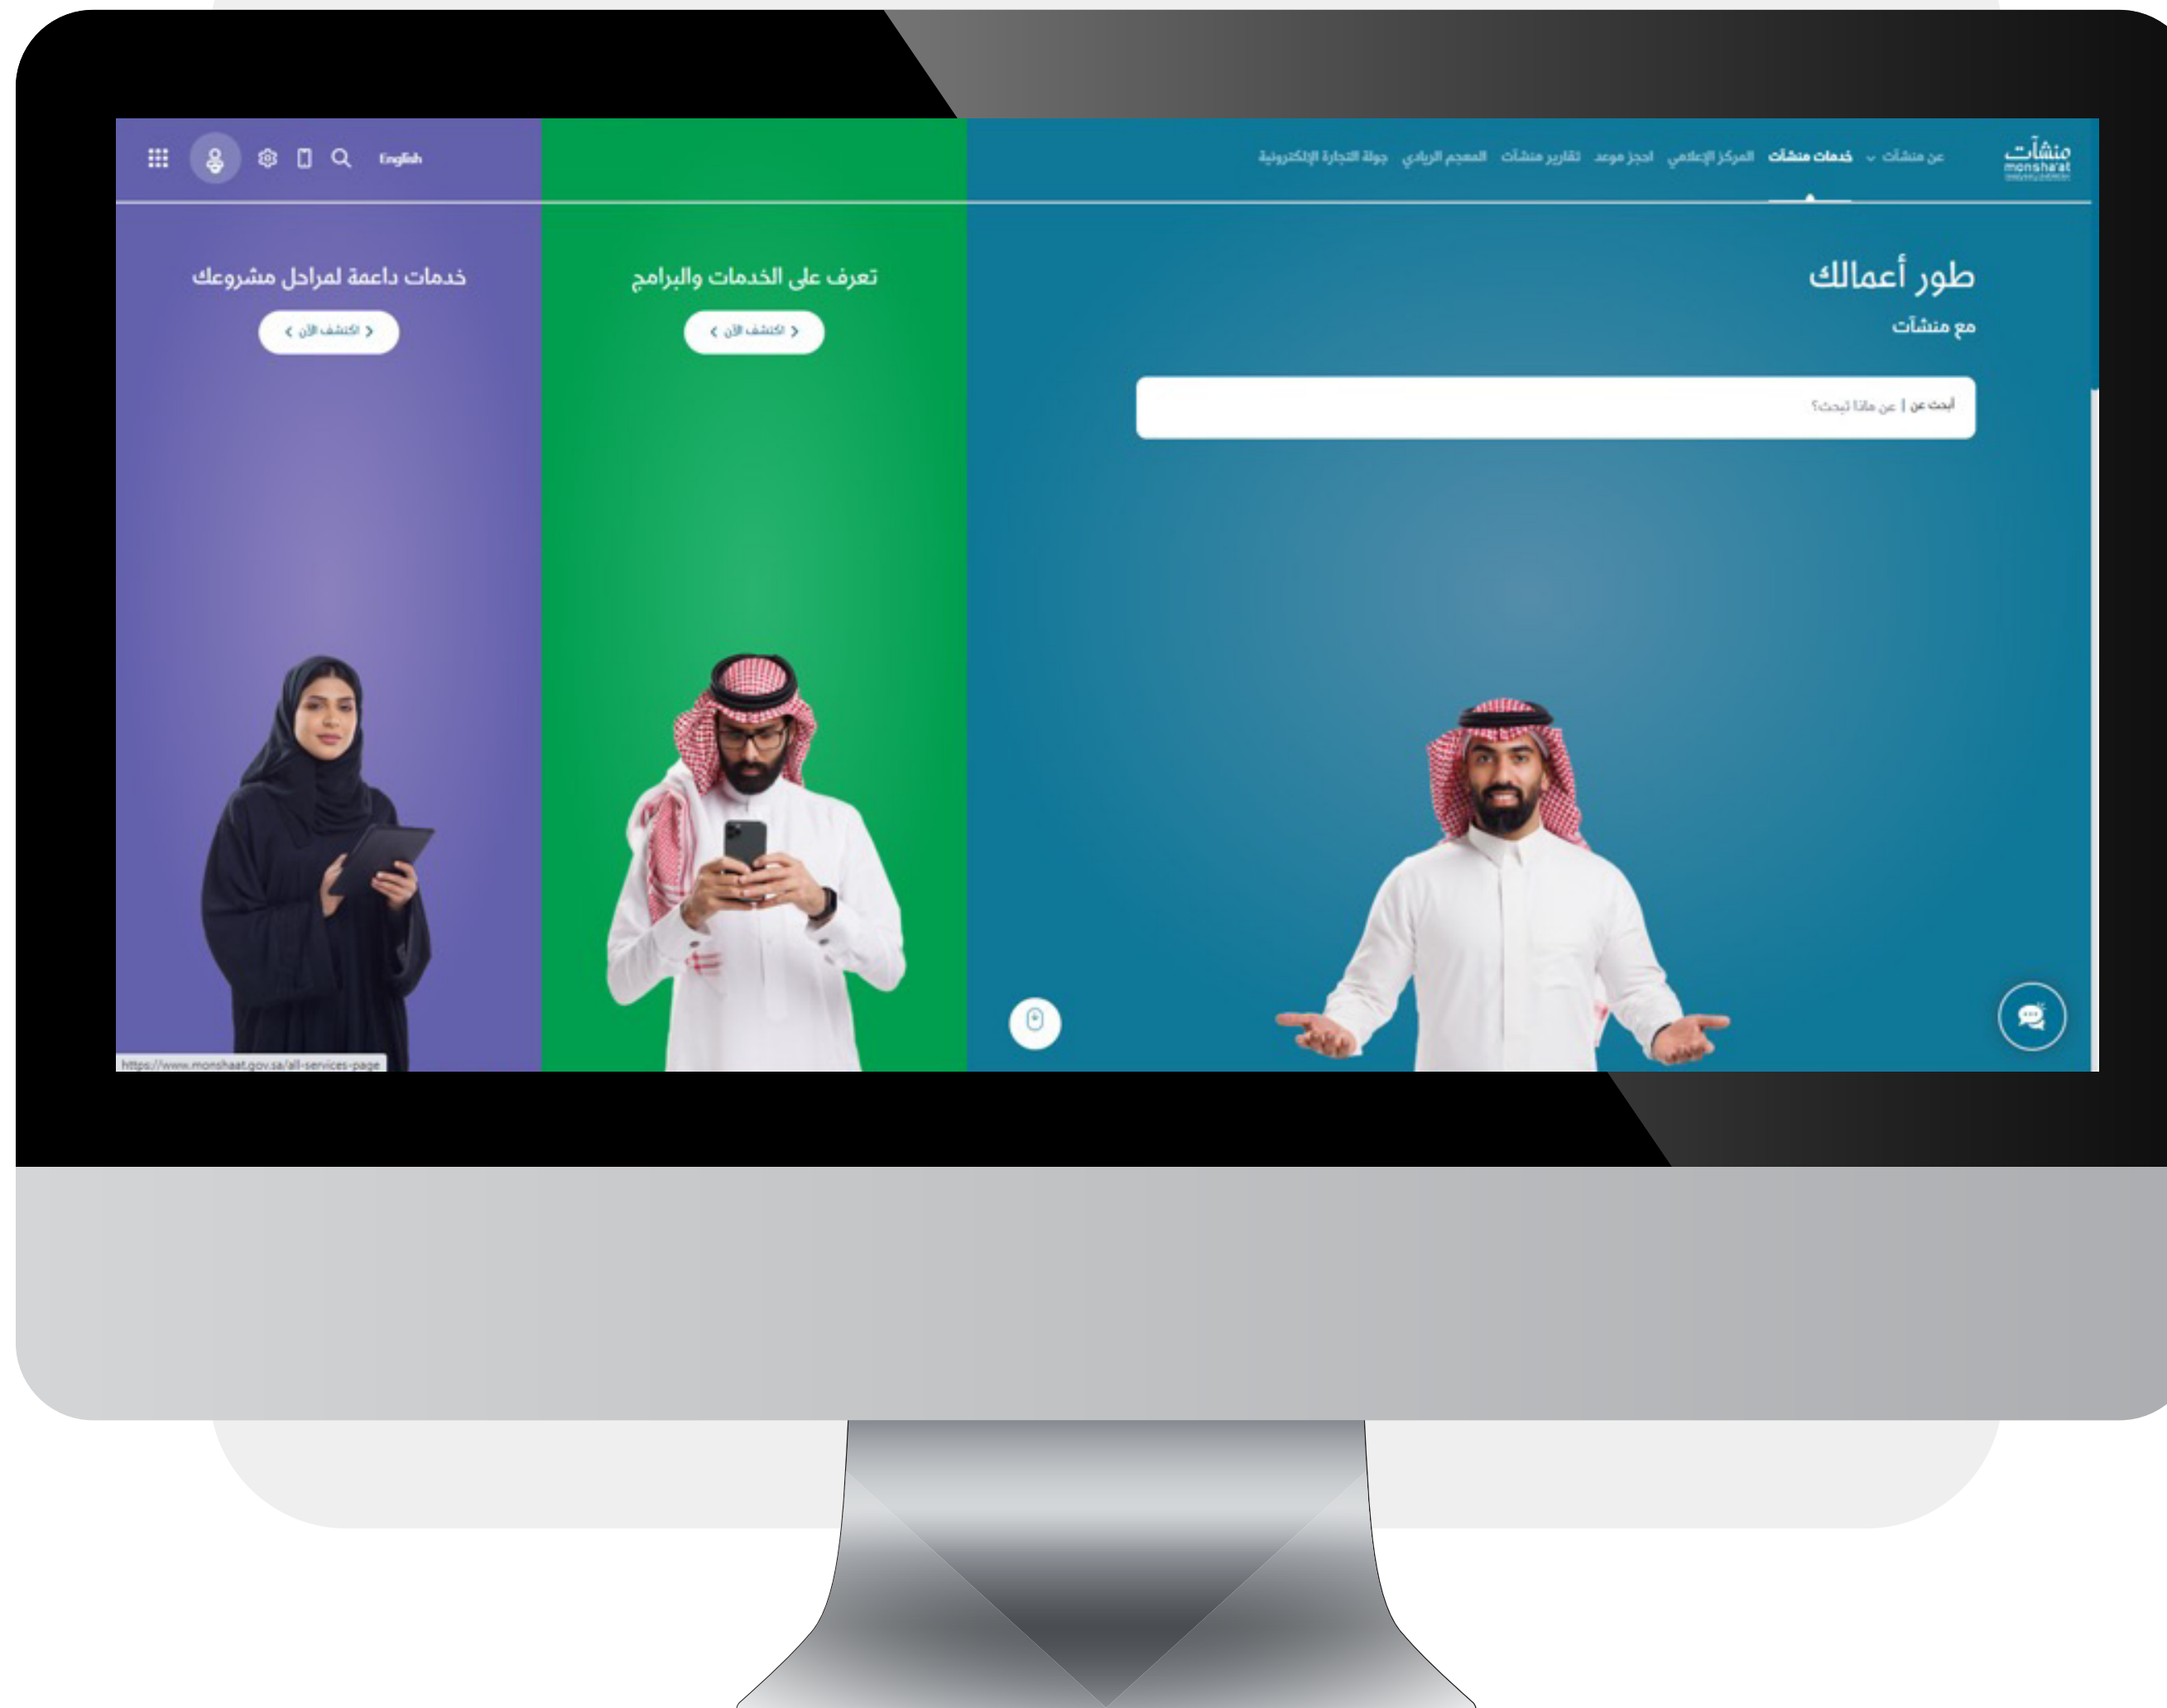 منشآت
monsha'at
عن منشآت
خدمات منشآت
المركز الإعلامي
احجز موعد
تقارير منشآت
المعجم الريادي
جولة التجارة الإلكترونية
English
طور أعمالك
مع منشآت
أبحث عن | عن ماذا تبحث؟
تعرف على الخدمات والبرامج
اكتشف الآن
خدمات داعمة لمراحل مشروعك
اكتشف الآن
https://www.monshaat.gov.sa/all-services-page